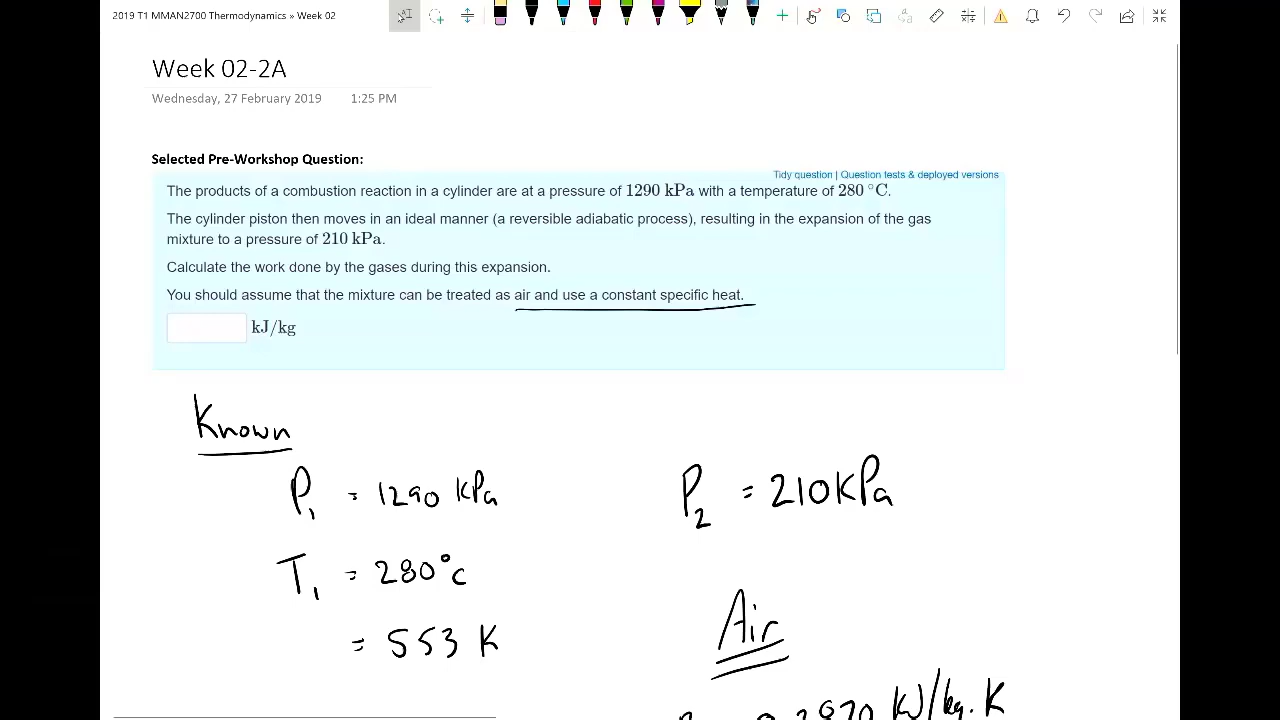 2019 T1 MMAN2700 Thermodynamics » Week 02
Week 02-2A
Wednesday, 27 February 2019 1:25 PM
Selected Pre-Workshop Question:
Tidy question | Question tests & deployed versions
The products of a combustion reaction in a cylinder are at a pressure of 1290 kPa with a temperature of 280 °C.
The cylinder piston then moves in an ideal manner (a reversible adiabatic process), resulting in the expansion of the gas
mixture to a pressure of 210 kPa.
Calculate the work done by the gases during this expansion.
You should assume that the mixture can be treated as air and use a constant specific heat.
kJ/kg
Known
P₁ = 1290 kPa
P₂ = 210kPa
T₁ = 280°c
= 553 K
Air
kJ/kg.K